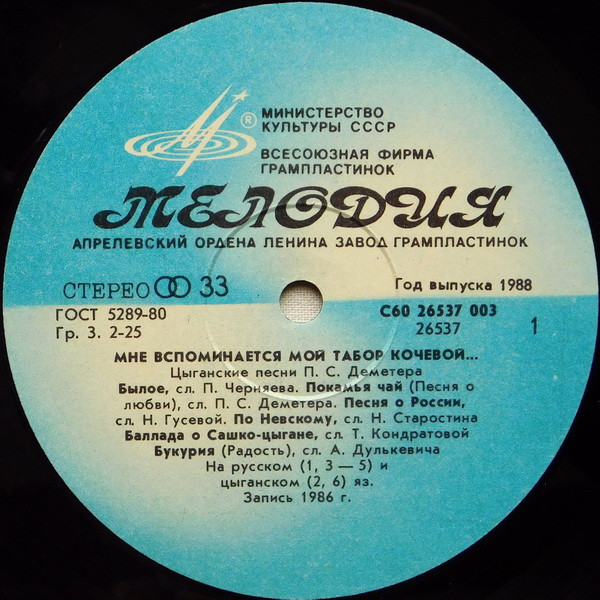 ®
МИНИСТЕРСТВО
КУЛЬТУРЫ СССР
ВСЕСОЮЗНАЯ ФИРМА
ГРАМПЛАСТИНОК
МЕЛОДИЯ
АПРЕЛЕВСКИЙ ОРДЕНА ЛЕНИНА ЗАВОД ГРАМПЛАСТИНОК
СТЕРЕО 33
Год выпуска 1988
ГОСТ 5289-80
С60 26537 003
Гр. 3. 2-25
26537
1
МНЕ ВСПОМИНАЕТСЯ МОЙ ТАБОР КОЧЕВОЙ...
Цыганские песни П. С. Деметера
Былое, сл. П. Черняева. Покамья чай (Песня о
любви), сл. П. С. Деметера. Песня о России,
сл. Н. Гусевой. По Невскому, сл. Н. Старостина
Баллада о Сашко-цыгане, сл. Т. Кондратовой
Букурия (Радость), сл. А. Дулькевича
На русском (1, 3 — 5) и
цыганском (2, 6) яз.
Запись 1986 г.